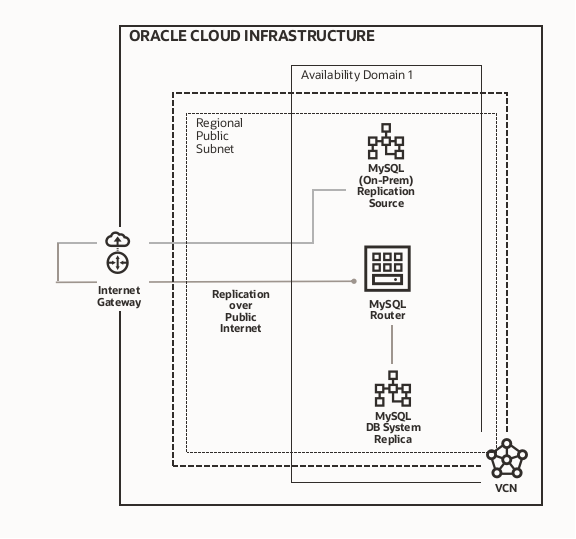 ORACLE CLOUD INFRASTRUCTURE
Availability Domain 1
Regional
Public
Subnet
MySQL
(On-Prem)
Replication
Source
Internet
Gateway
Replication
over
Public
Internet
MySQL
Router
MySQL
DB System
Replica
VCN